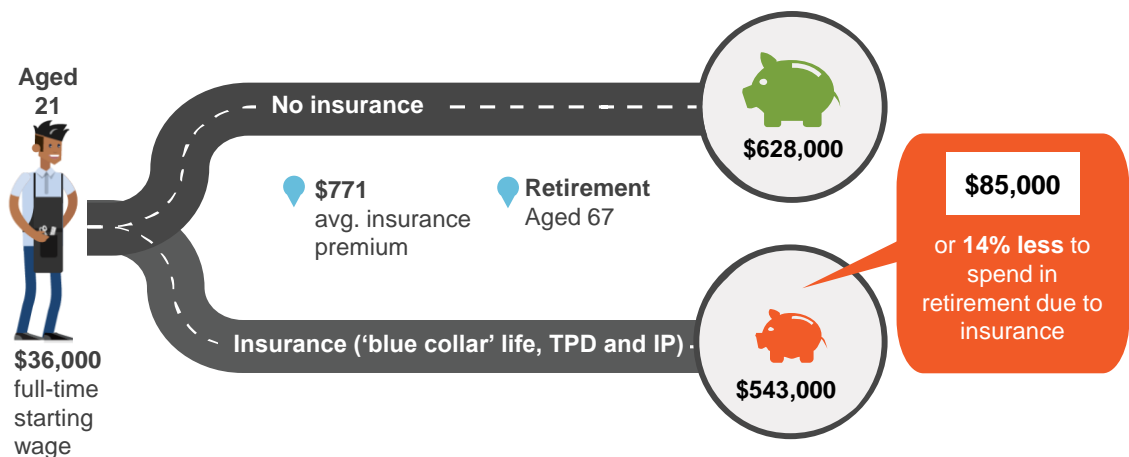 Aged
21
$36,000
full-time
starting
wage
No insurance
$771
avg. insurance
premium
Retirement
Aged 67
Insurance (‘blue collar’ life, TPD and IP)
$628,000
$543,000
$85,000
or 14% less to
spend in
retirement due to
insurance